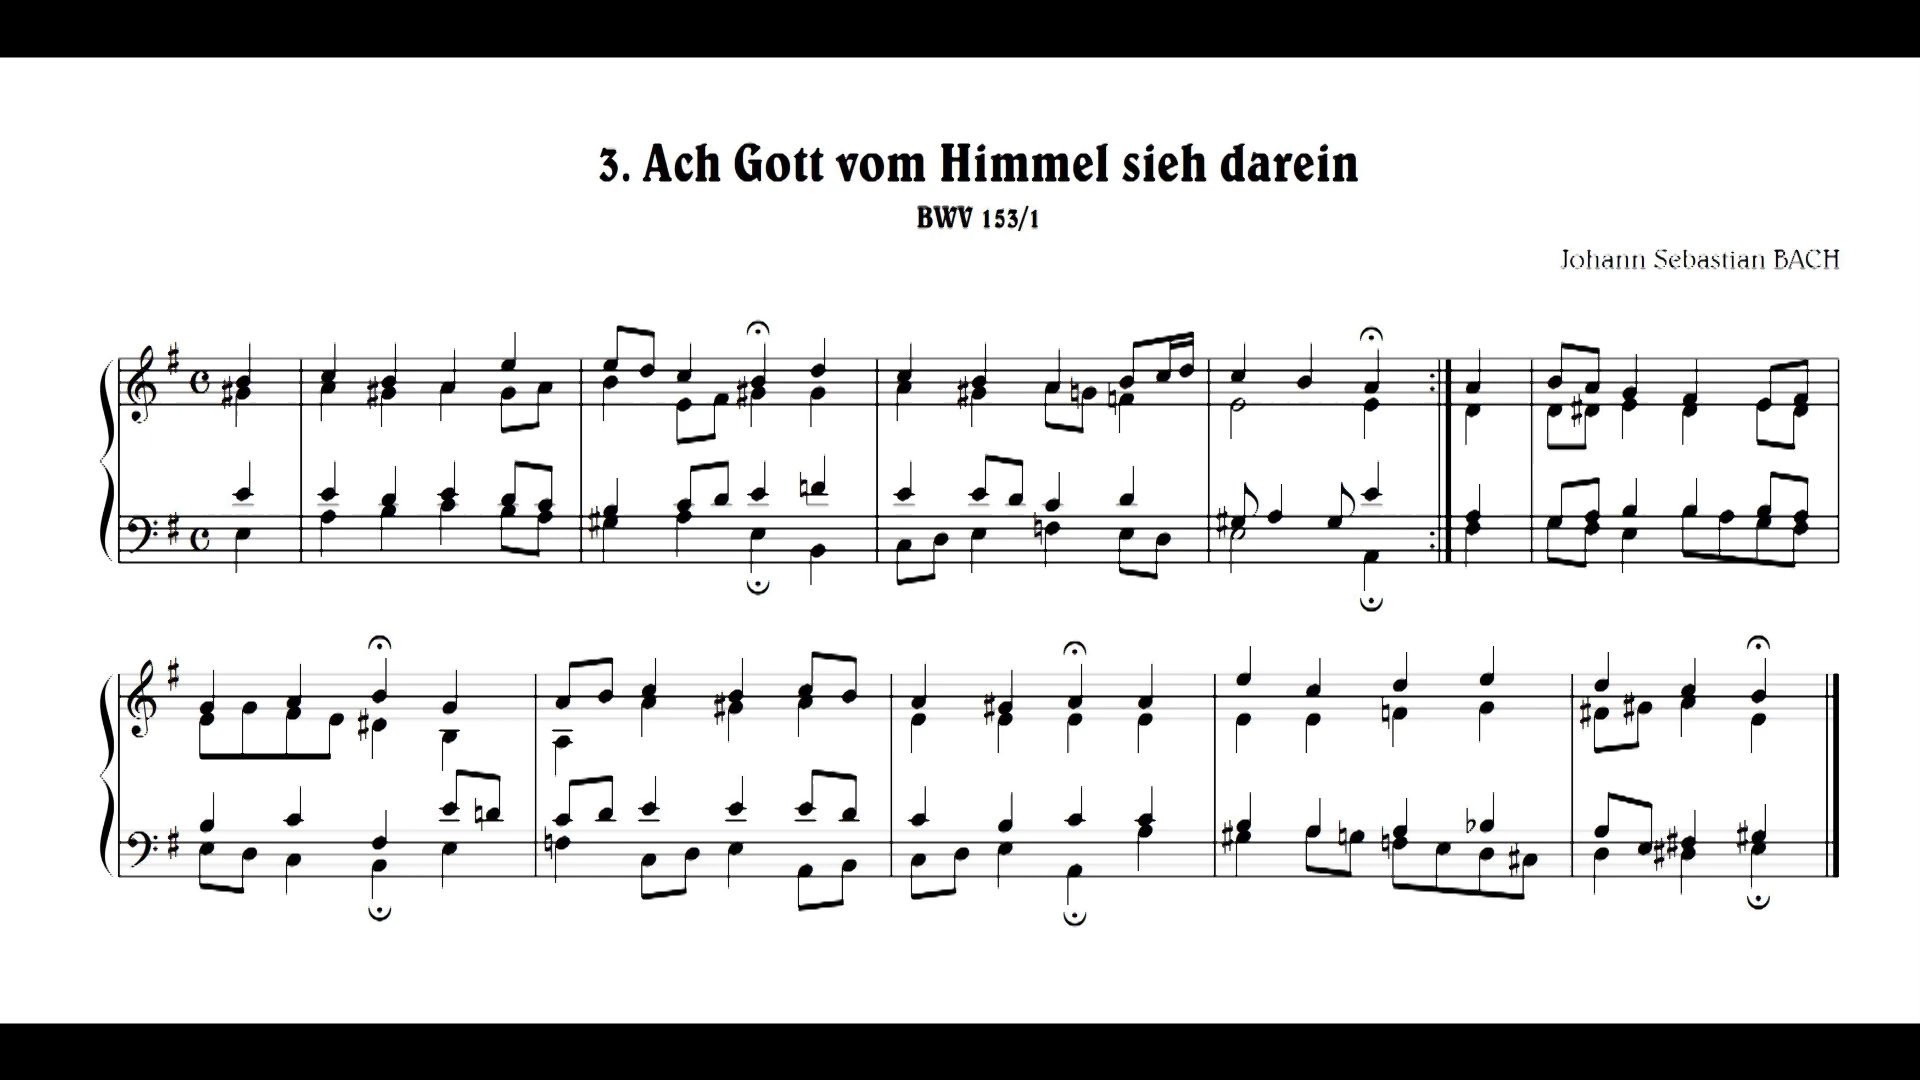 3. Ach Gott vom Himmel sieh darein
BWV 153/1
Johann Sebastian BACH